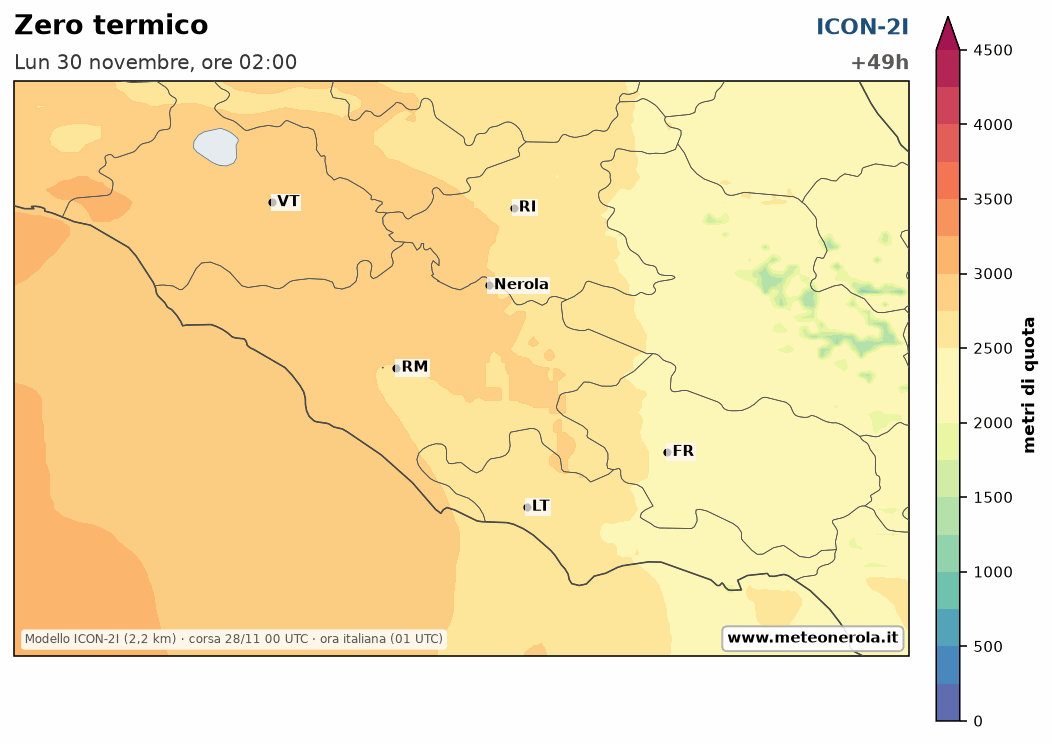 Zero termico
ICON-2I
Lun 30 novembre, ore 02:00
+49h
4500
4000
3500
3000
2500
2000
1500
1000
500
0
metri di quota
VT
RI
Nerola
RM
FR
LT
Modello ICON-2I (2,2 km) · corsa 28/11 00 UTC · ora italiana (01 UTC)
www.meteonerola.it